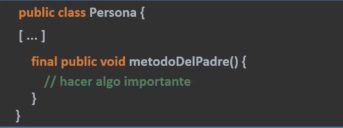 public class Persona {
[ ... ]
final public void metodoDelPadre() {
// hacer algo importante
}
}